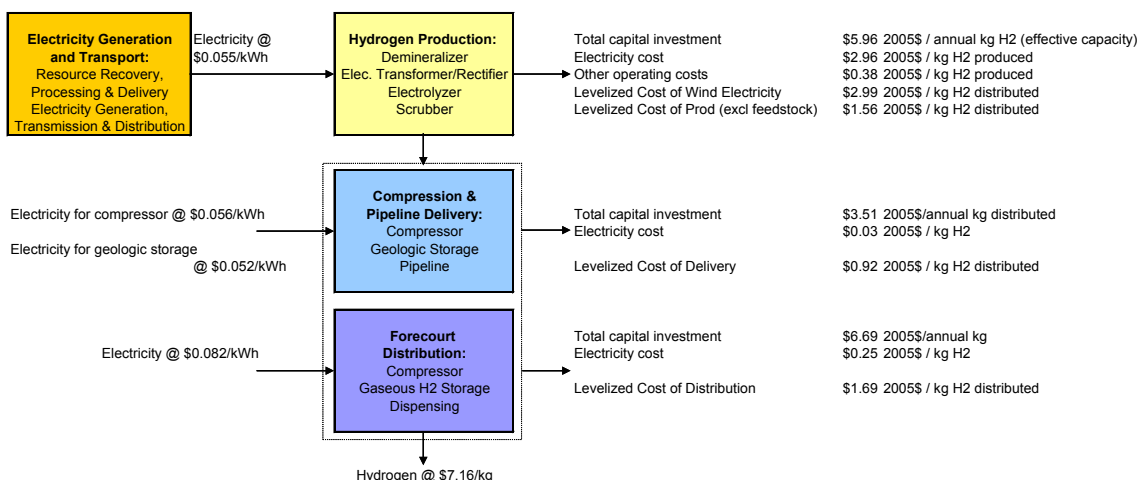 Electricity Generation
and Transport:
Resource Recovery,
Processing & Delivery
Electricity Generation,
Transmission & Distribution
Electricity @
$0.055/kWh
Hydrogen Production:
Demineralizer
Elec. Transformer/Rectifier
Electrolyzer
Scrubber
Total capital investment $5.96 2005$ / annual kg H2 (effective capacity)
Electricity cost $2.96 2005$ / kg H2 produced
Other operating costs $0.38 2005$ / kg H2 produced
Levelized Cost of Wind Electricity $2.99 2005$ / kg H2 distributed
Levelized Cost of Prod (excl feedstock) $1.56 2005$ / kg H2 distributed
Electricity for compressor @ $0.056/kWh
Electricity for geologic storage
@ $0.052/kWh
Compression &
Pipeline Delivery:
Compressor
Geologic Storage
Pipeline
Total capital investment $3.51 2005$/annual kg distributed
Electricity cost $0.03 2005$ / kg H2
Levelized Cost of Delivery $0.92 2005$ / kg H2 distributed
Electricity @ $0.082/kWh
Forecourt
Distribution:
Compressor
Gaseous H2 Storage
Dispensing
Total capital investment $6.69 2005$/annual kg
Electricity cost $0.25 2005$ / kg H2
Levelized Cost of Distribution $1.69 2005$ / kg H2 distributed
Hydrogen @ $7.16/kg